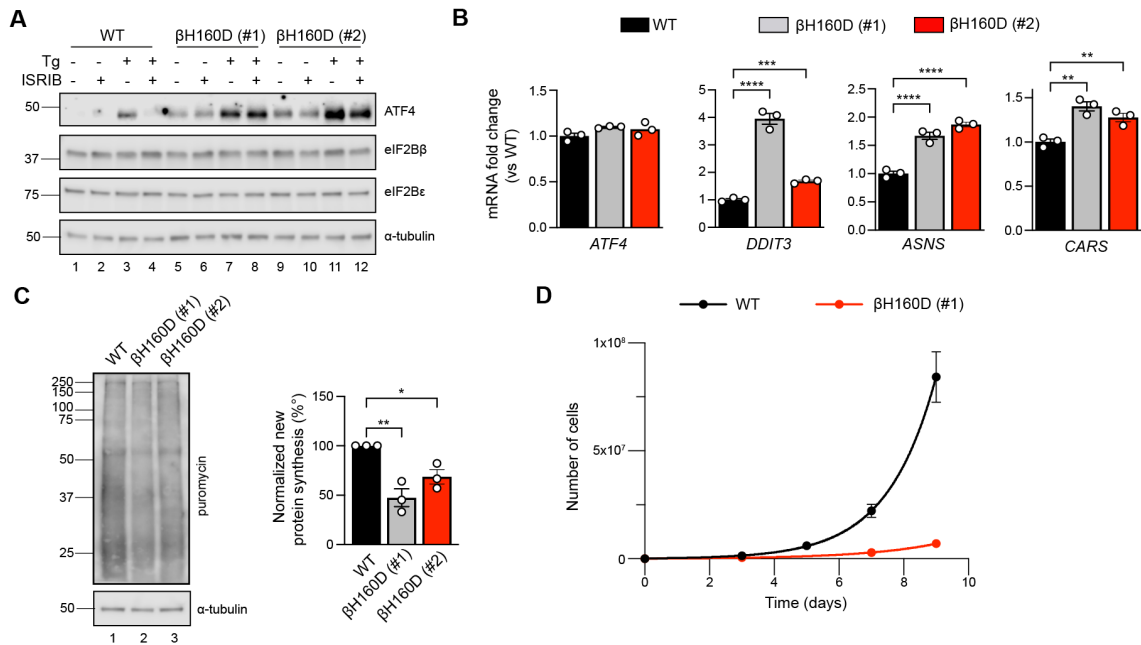 A
WT βH160D (#1) βH160D (#2)
Tg - - + + - - + + - - + +
ISRIB - + - + - + - + - + - +
50 ATF4
37 eIF2Bβ
75 eIF2Bε
50 α-tubulin
1 2 3 4 5 6 7 8 9 10 11 12
B
WT βH160D (#1) βH160D (#2)
mRNA fold change
(vs WT)
1.5
1.0
0.5
0.0
ATF4
***
****
5
4
3
2
1
0
DDIT3
****
****
2.5
2.0
1.5
1.0
0.5
0.0
ASNS
**
**
1.5
1.0
0.5
0.0
CARS
C
WT βH160D (#1) βH160D (#2)
250
150
100
75
50
37
25
puromycin
50 α-tubulin
1 2 3
Normalized new
protein synthesis (%°)
150
100
50
0
*
**
WT βH160D (#1) βH160D (#2)
D
WT βH160D (#1)
Number of cells
1x10⁸
5x10⁷
0
0 2 4 6 8 10
Time (days)